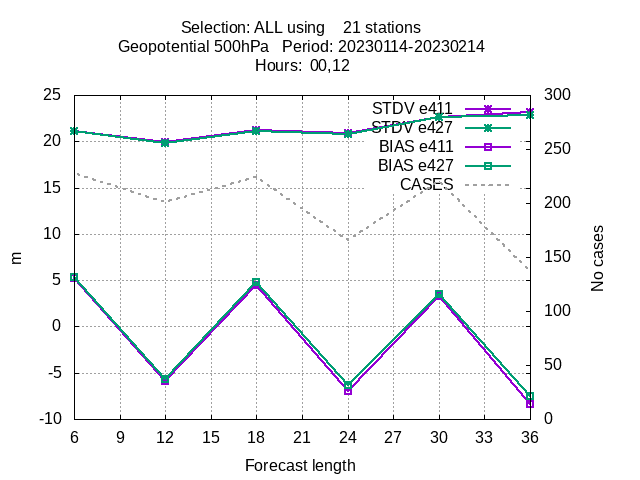 Selection: ALL using    21 stations
Geopotential 500hPa   Period: 20230114-20230214
Hours:  00,12
STDV e411
STDV e427
BIAS e411
BIAS e427
CASES
25
20
15
10
5
0
-5
-10
m
300
250
200
150
100
50
0
No cases
6 9 12 15 18 21 24 27 30 33 36
Forecast length